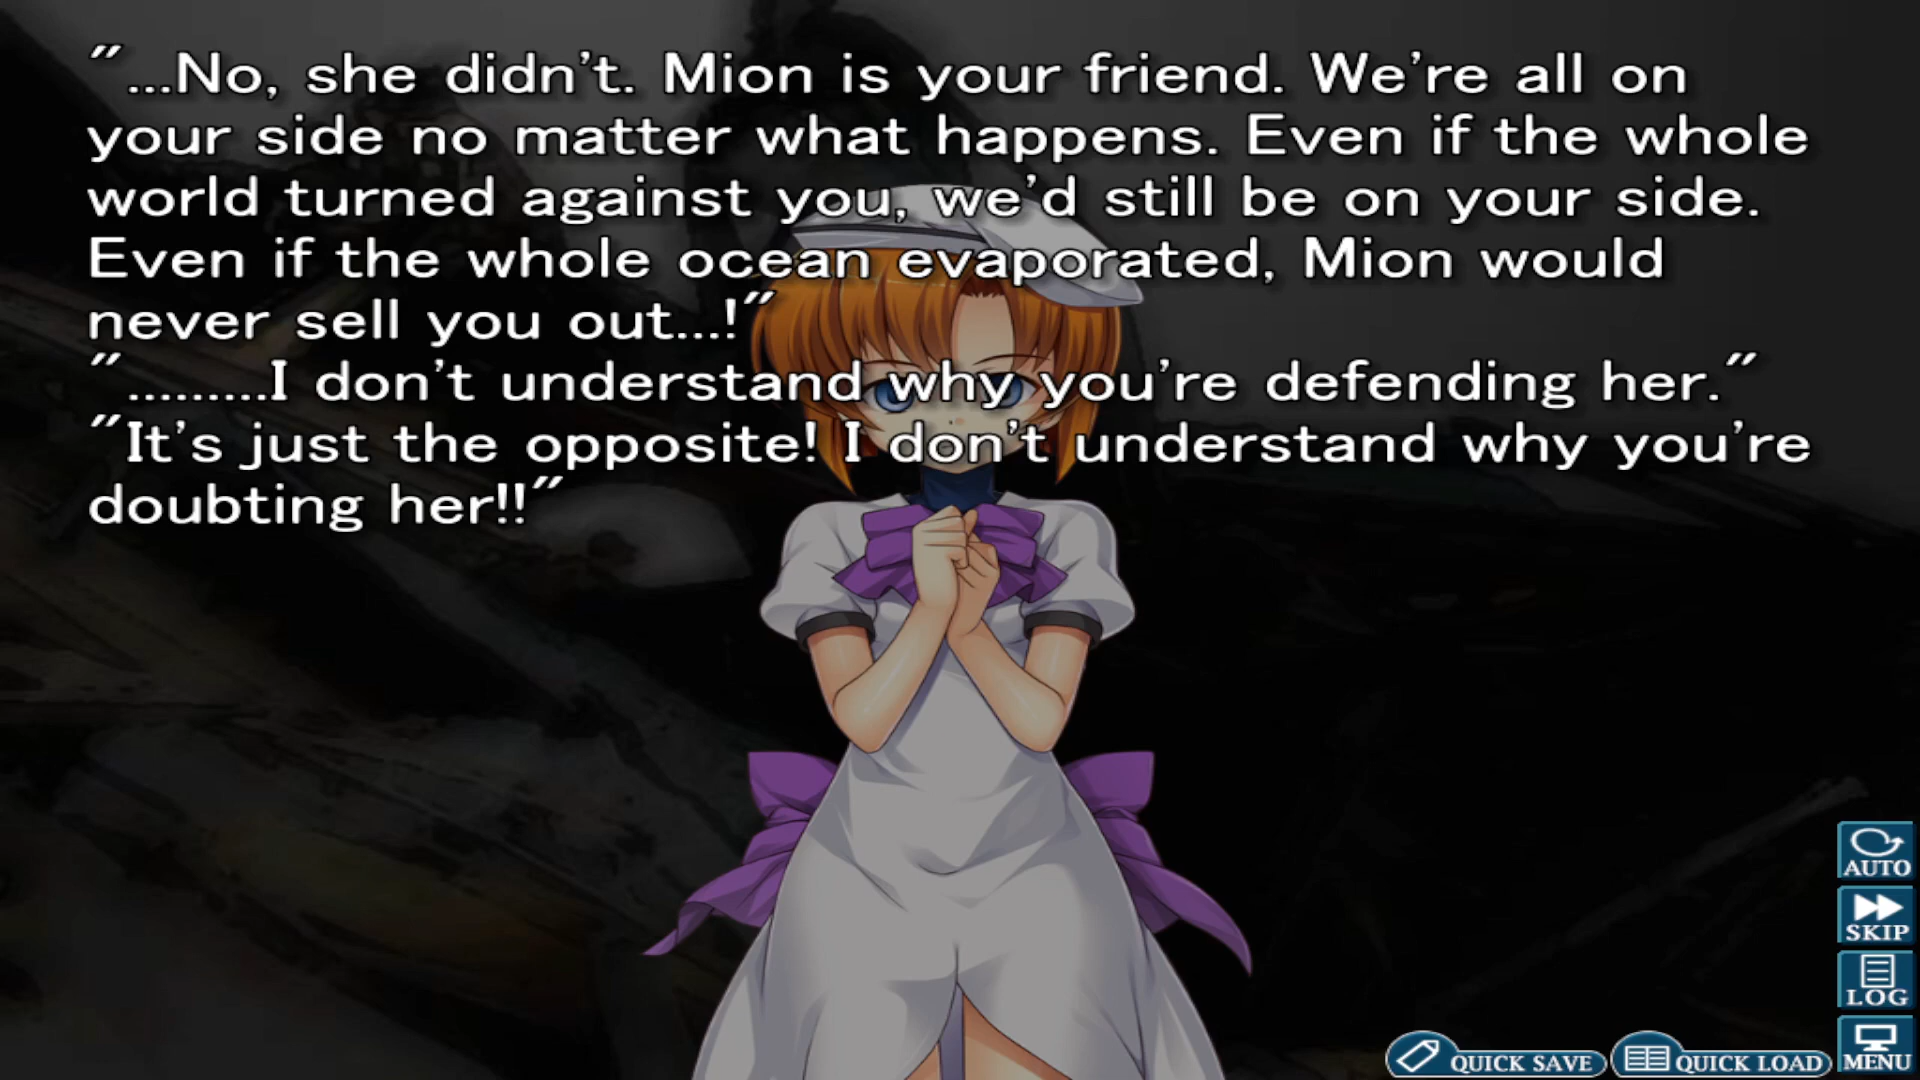 "...No, she didn't. Mion is your friend. We're all on
your side no matter what happens. Even if the whole
world turned against you, we'd still be on your side.
Even if the whole ocean evaporated, Mion would
never sell you out...!"
".........I don't understand why you're defending her."
"It's just the opposite! I don't understand why you're
doubting her!!"
AUTO
SKIP
LOG
QUICK SAVE
QUICK LOAD
MENU